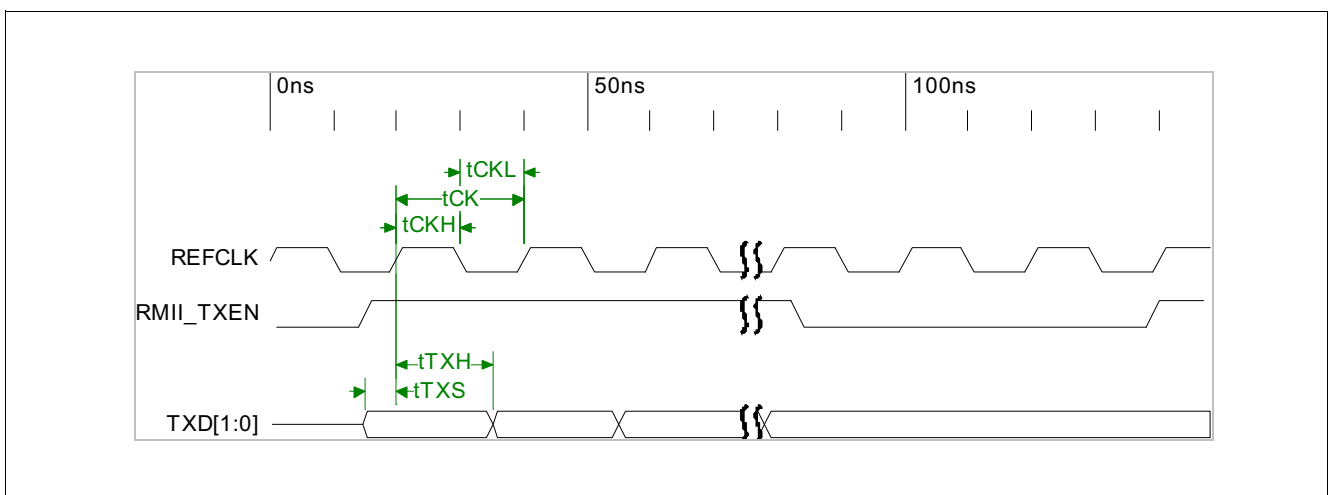 0ns 50ns 100ns
tCKL
tCK
tCKH
REFCLK
RMII_TXEN
tTXH
tTXS
TXD[1:0]